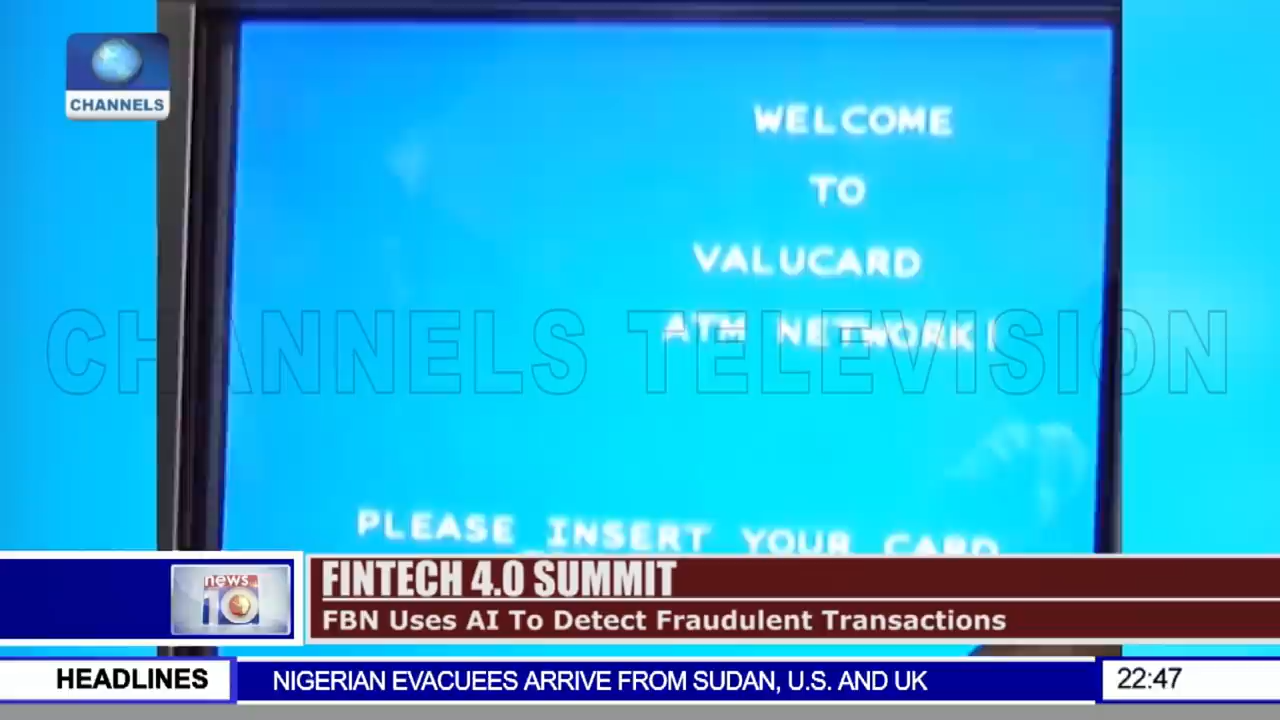 CHANNELS
WELCOME
TO
VALUCARD
ATM NETWORK!
CHANNELS TELEVISION
PLEASE INSERT YOUR CARD
news
10
FINTECH 4.0 SUMMIT
FBN Uses AI To Detect Fraudulent Transactions
HEADLINES
NIGERIAN EVACUEES ARRIVE FROM SUDAN, U.S. AND UK
22:47